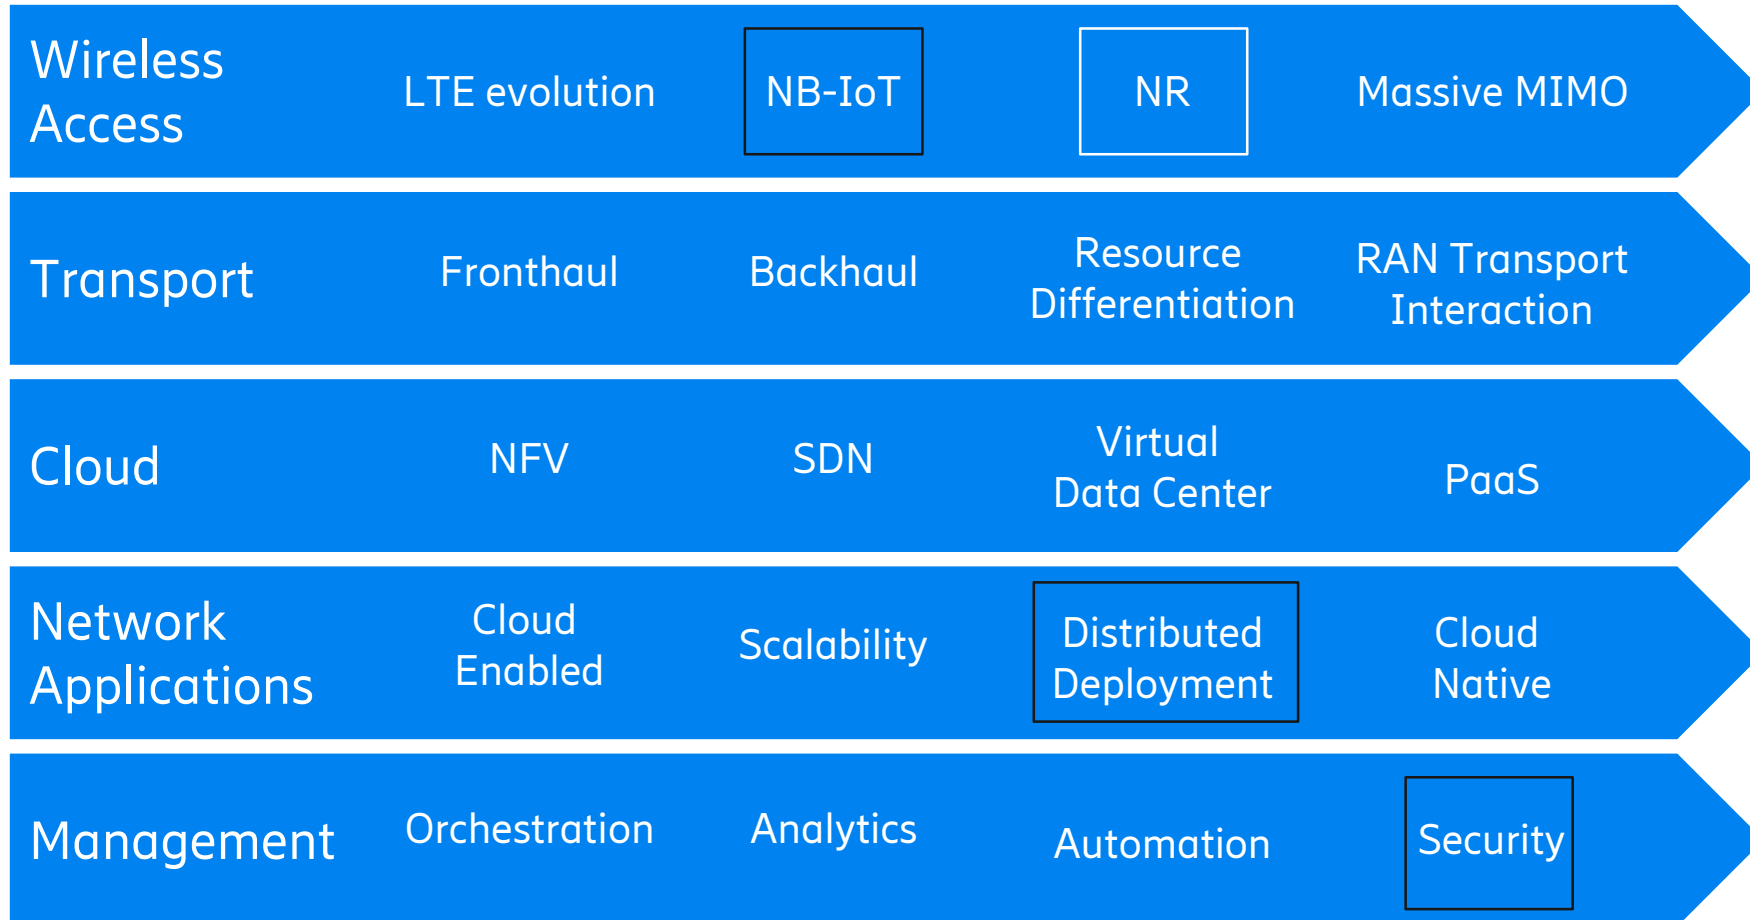 Wireless
Access
LTE evolution
NB-IoT
NR
Massive MIMO
Transport
Fronthaul
Backhaul
Resource
Differentiation
RAN Transport
Interaction
Cloud
NFV
SDN
Virtual
Data Center
PaaS
Network
Applications
Cloud
Enabled
Scalability
Distributed
Deployment
Cloud
Native
Management
Orchestration
Analytics
Automation
Security